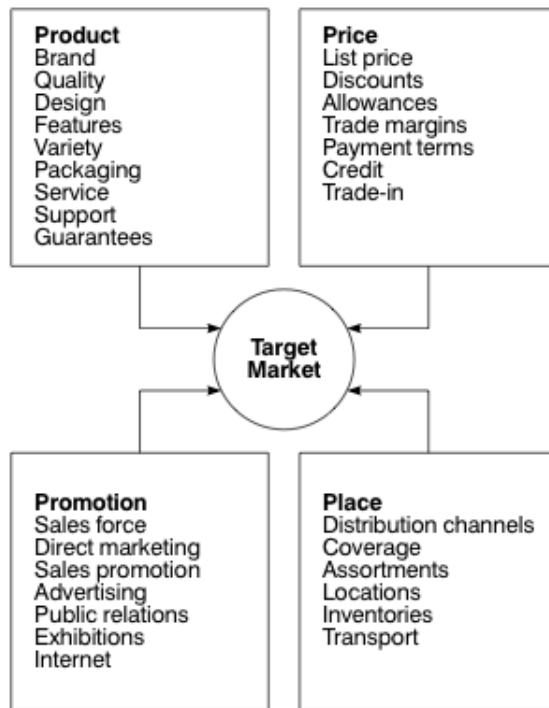 Product
Brand
Quality
Design
Features
Variety
Packaging
Service
Support
Guarantees
Price
List price
Discounts
Allowances
Trade margins
Payment terms
Credit
Trade-in
Target
Market
Promotion
Sales force
Direct marketing
Sales promotion
Advertising
Public relations
Exhibitions
Internet
Place
Distribution channels
Coverage
Assortments
Locations
Inventories
Transport